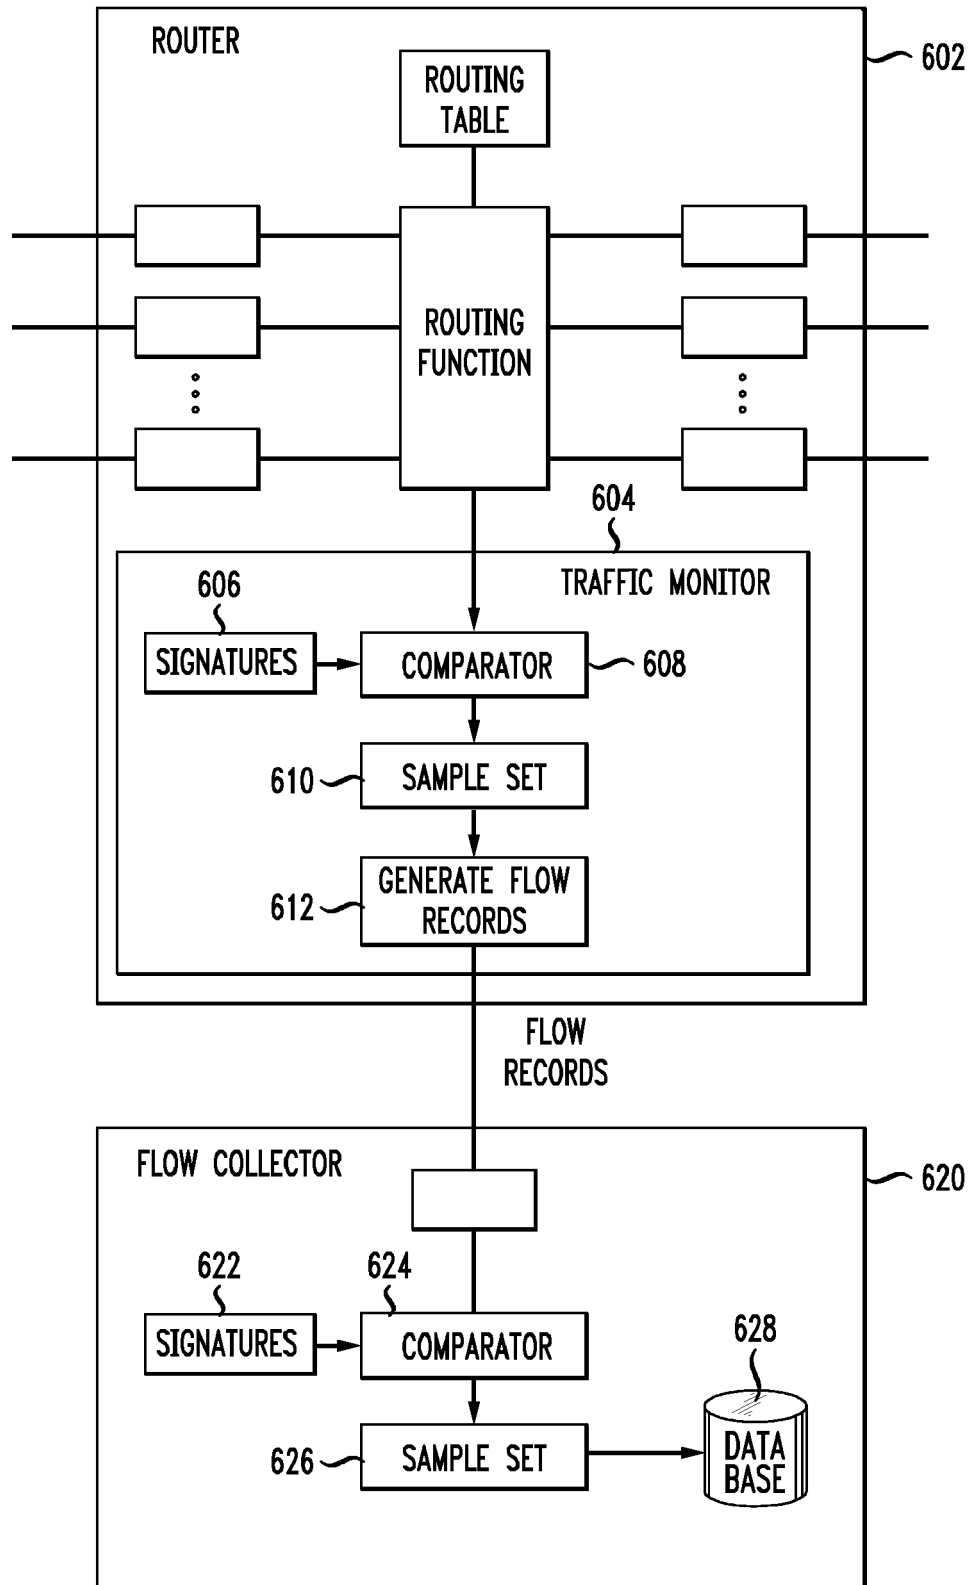 ROUTER
602
ROUTING
TABLE
ROUTING
FUNCTION
604
TRAFFIC MONITOR
606
SIGNATURES
COMPARATOR
608
610
SAMPLE SET
612
GENERATE FLOW
RECORDS
FLOW
RECORDS
FLOW COLLECTOR
620
622
624
SIGNATURES
COMPARATOR
628
626
SAMPLE SET
DATA
BASE